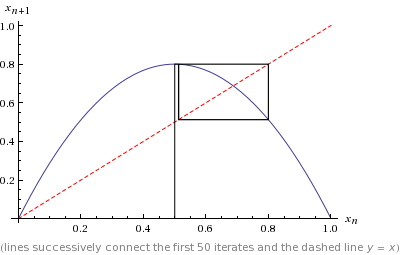 xn+1
1.0
0.8
0.6
0.4
0.2
0.2 0.4 0.6 0.8 1.0 xn
(lines successively connect the first 50 iterates and the dashed line y = x)